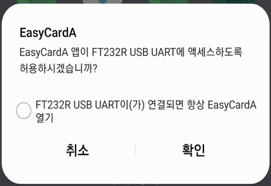 EasyCardA
EasyCardA 앱이 FT232R USB UART에 액세스하도록
허용하시겠습니까?
FT232R USB UART이(가) 연결되면 항상 EasyCardA
열기
취소
확인